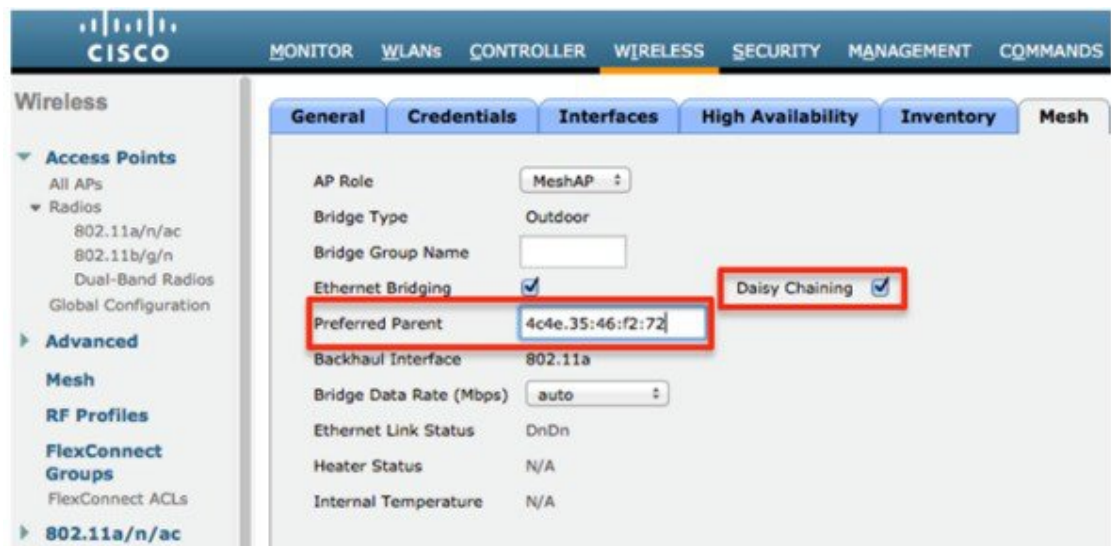 CISCO
MONITOR WLANs CONTROLLER WIRELESS SECURITY MANAGEMENT COMMANDS
Wireless
Access Points
All APs
Radios
802.11a/n/ac
802.11b/g/n
Dual-Band Radios
Global Configuration
Advanced
Mesh
RF Profiles
FlexConnect
Groups
FlexConnect ACLs
802.11a/n/ac
General Credentials Interfaces High Availability Inventory Mesh
AP Role MeshAP
Bridge Type Outdoor
Bridge Group Name
Ethernet Bridging Daisy Chaining
Preferred Parent 4c4e.35:46:f2:72
Backhaul Interface 802.11a
Bridge Data Rate (Mbps) auto
Ethernet Link Status DnDn
Heater Status N/A
Internal Temperature N/A